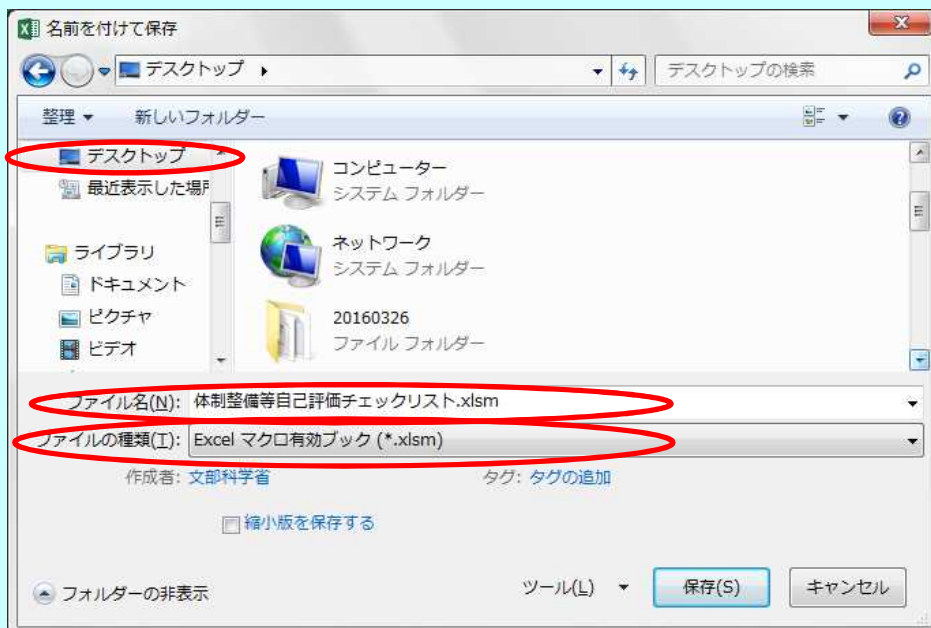 名前を付けて保存
デスクトップ
デスクトップの検索
整理
新しいフォルダー
デスクトップ
最近表示した場所
ライブラリ
ドキュメント
ピクチャ
ビデオ
コンピューター
システム フォルダー
ネットワーク
システム フォルダー
20160326
ファイル フォルダー
ファイル名(N): 体制整備等自己評価チェックリスト.xlsm
ファイルの種類(T): Excel マクロ有効ブック (*.xlsm)
作成者: 文部科学省 タグ: タグの追加
縮小版を保存する
フォルダーの非表示
ツール(L) 保存(S) キャンセル